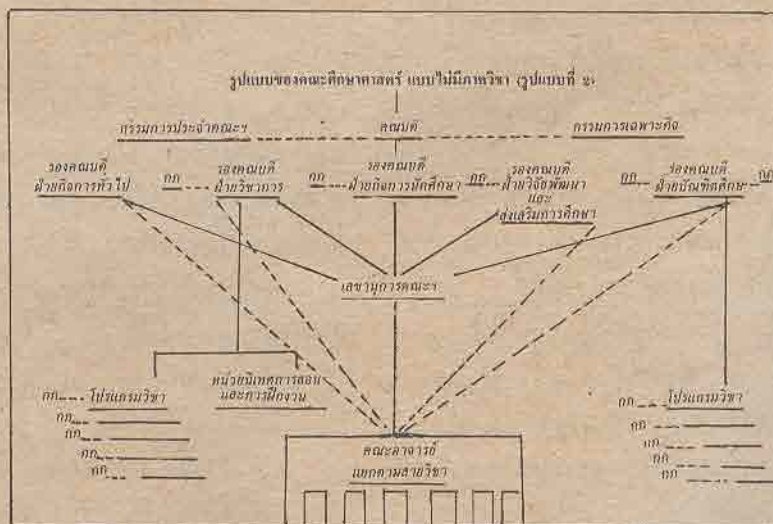 รูปแบบของคณะศึกษาศาสตร์ แบบไม่มีภาควิชา (รูปแบบที่ ๒)
กรรมการประจำคณะฯ คณบดี กรรมการเฉพาะกิจ
รองคณบดี
ฝ่ายกิจการทั่วไป
กก
รองคณบดี
ฝ่ายวิชาการ
กก
รองคณบดี
ฝ่ายกิจการนักศึกษา
กก
รองคณบดี
ฝ่ายวิจัยพัฒนา
และ
ส่งเสริมการศึกษา
กก
รองคณบดี
ฝ่ายบัณฑิตศึกษา
กก
เลขานุการคณะฯ
กก โปรแกรมวิชา
กก
กก
กก
กก
หน่วยนิเทศการสอน
และการฝึกงาน
กก โปรแกรมวิชา
กก
กก
กก
กก
คณะอาจารย์
แยกตามสายวิชา